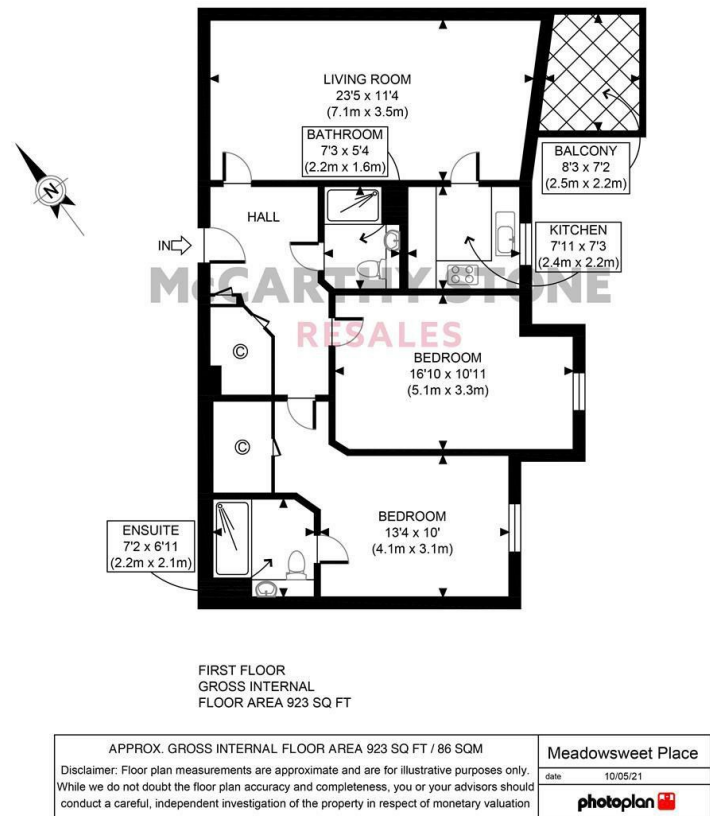 LIVING ROOM
23'5 x 11'4
(7.1m x 3.5m)
BATHROOM
7'3 x 5'4
(2.2m x 1.6m)
BALCONY
8'3 x 7'2
(2.5m x 2.2m)
N
HALL
IN
KITCHEN
7'11 x 7'3
(2.4m x 2.2m)
McCARTHY STONE
RESALES
C
BEDROOM
16'10 x 10'11
(5.1m x 3.3m)
C
ENSUITE
7'2 x 6'11
(2.2m x 2.1m)
BEDROOM
13'4 x 10'
(4.1m x 3.1m)
FIRST FLOOR
GROSS INTERNAL
FLOOR AREA 923 SQ FT
APPROX. GROSS INTERNAL FLOOR AREA 923 SQ FT / 86 SQM
Disclaimer: Floor plan measurements are approximate and are for illustrative purposes only.
While we do not doubt the floor plan accuracy and completeness, you or your advisors should
conduct a careful, independent investigation of the property in respect of monetary valuation
Meadowsweet Place
date 10/05/21
photoplan